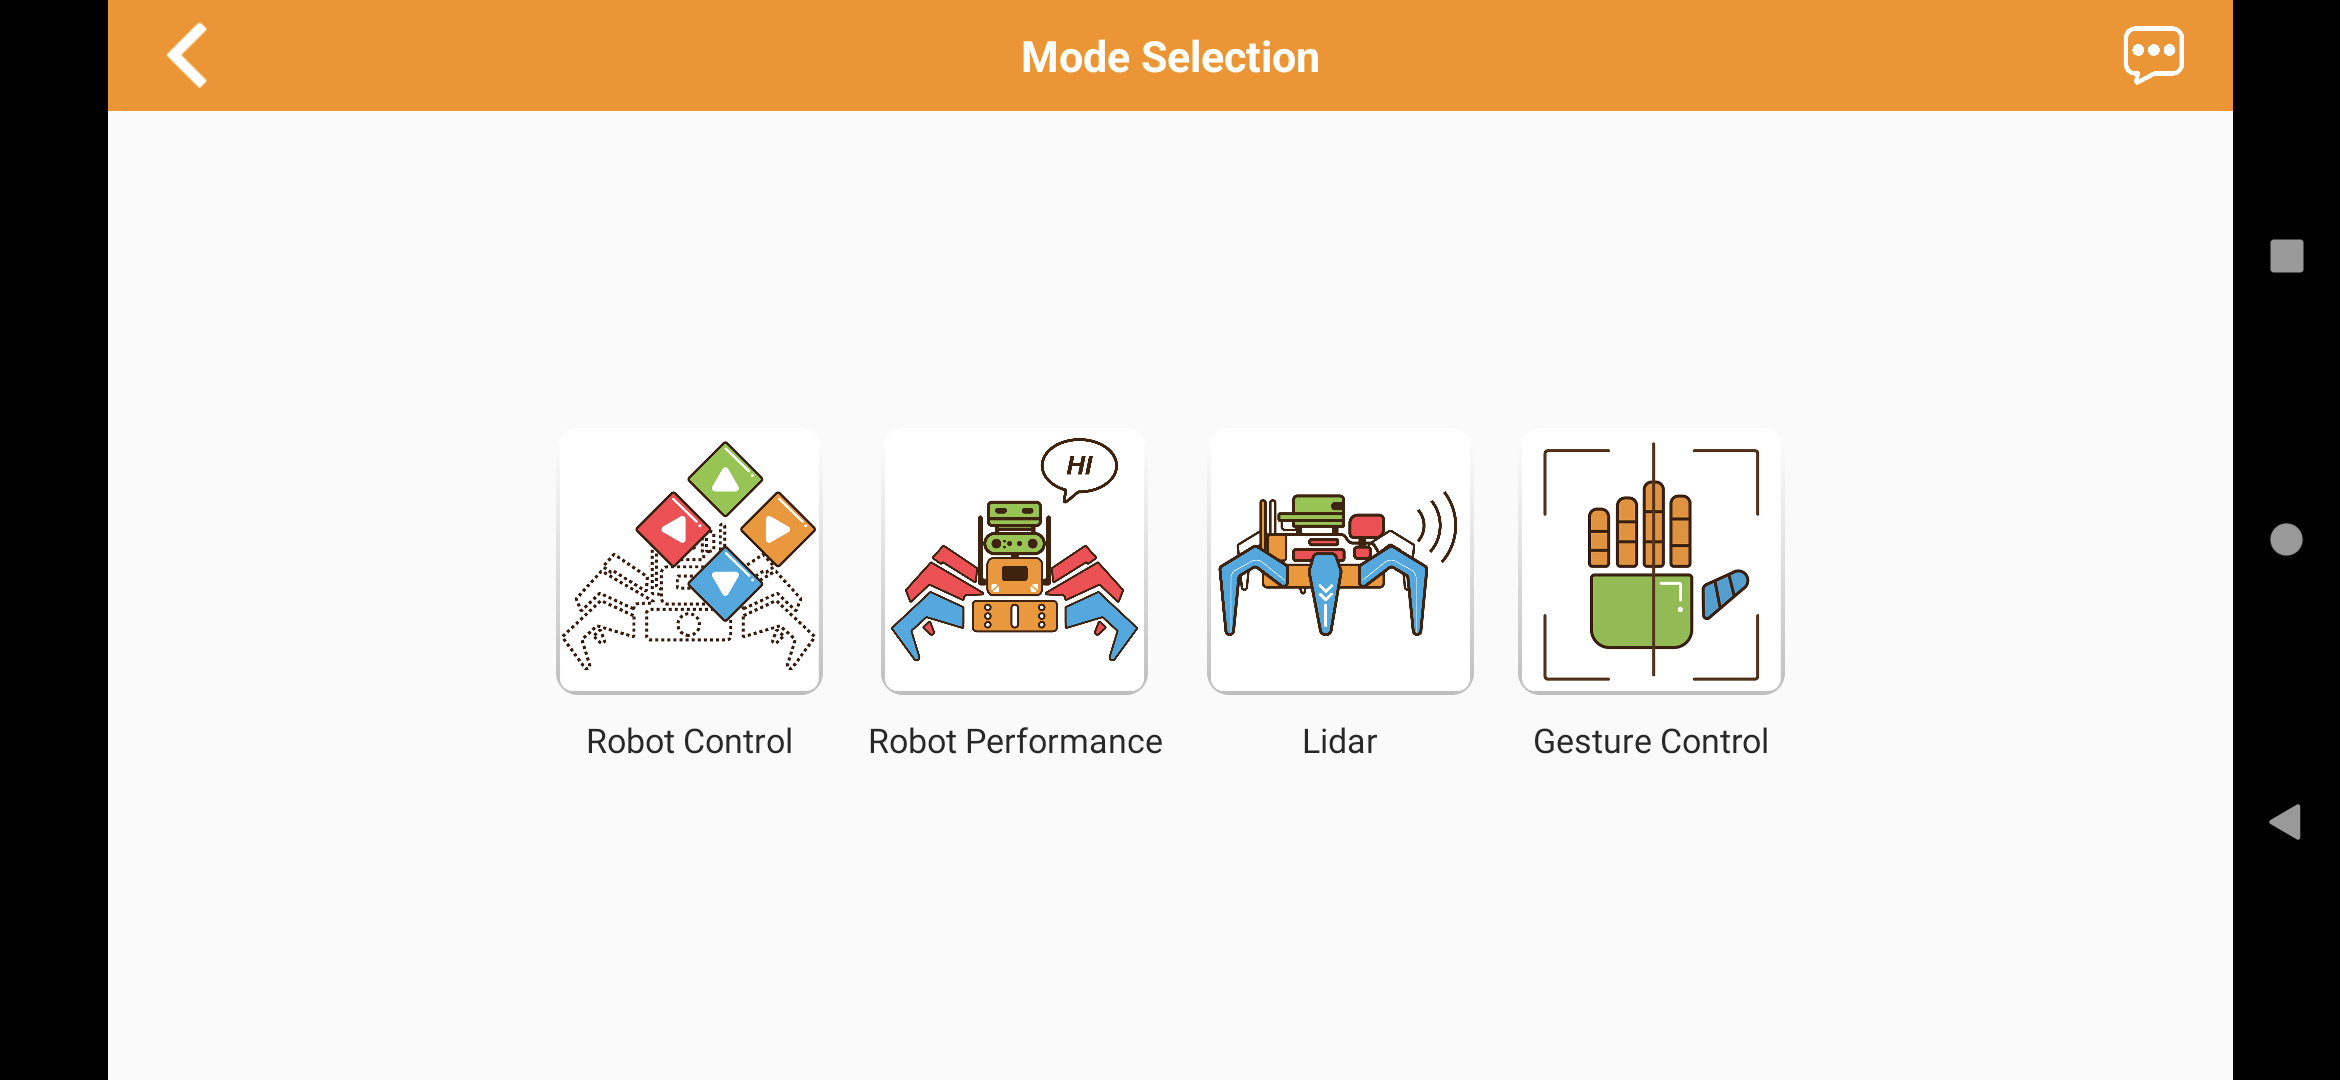 Mode Selection
HI
Robot Control
Robot Performance
Lidar
Gesture Control